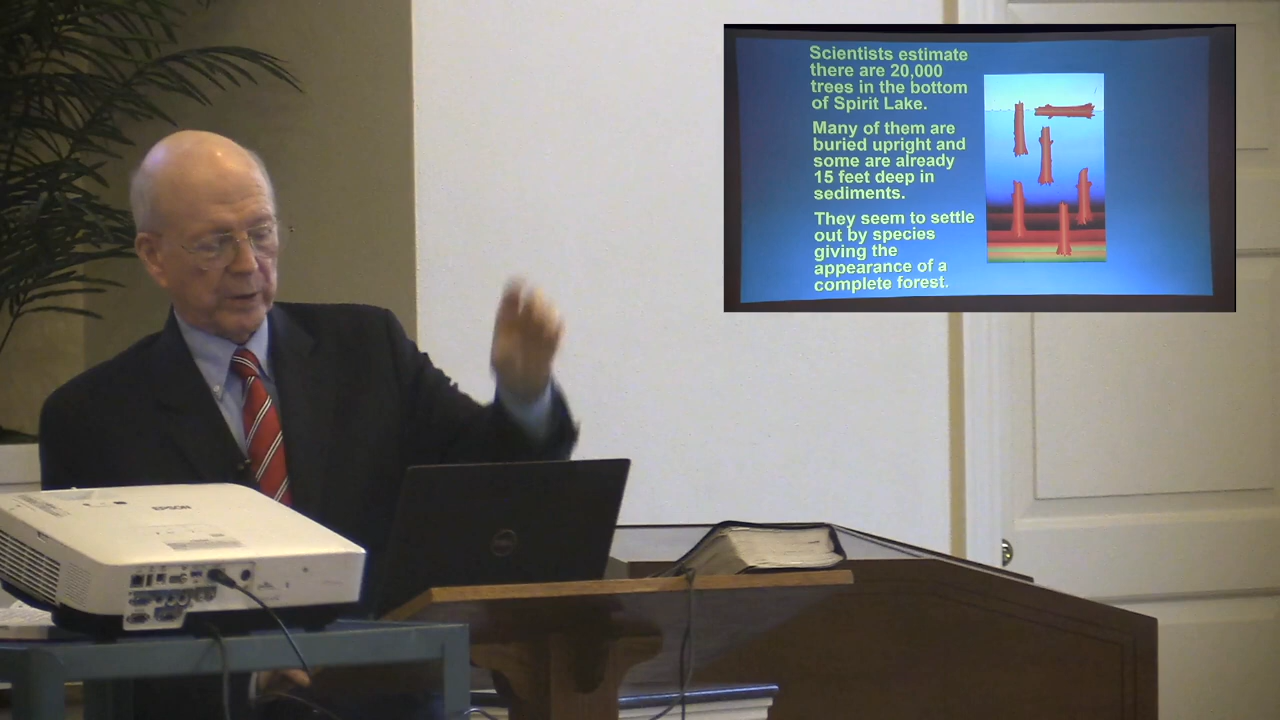 Scientists estimate
there are 20,000
trees in the bottom
of Spirit Lake.
Many of them are
buried upright and
some are already
15 feet deep in
sediments.
They seem to settle
out by species
giving the
appearance of a
complete forest.
EPSON
DELL